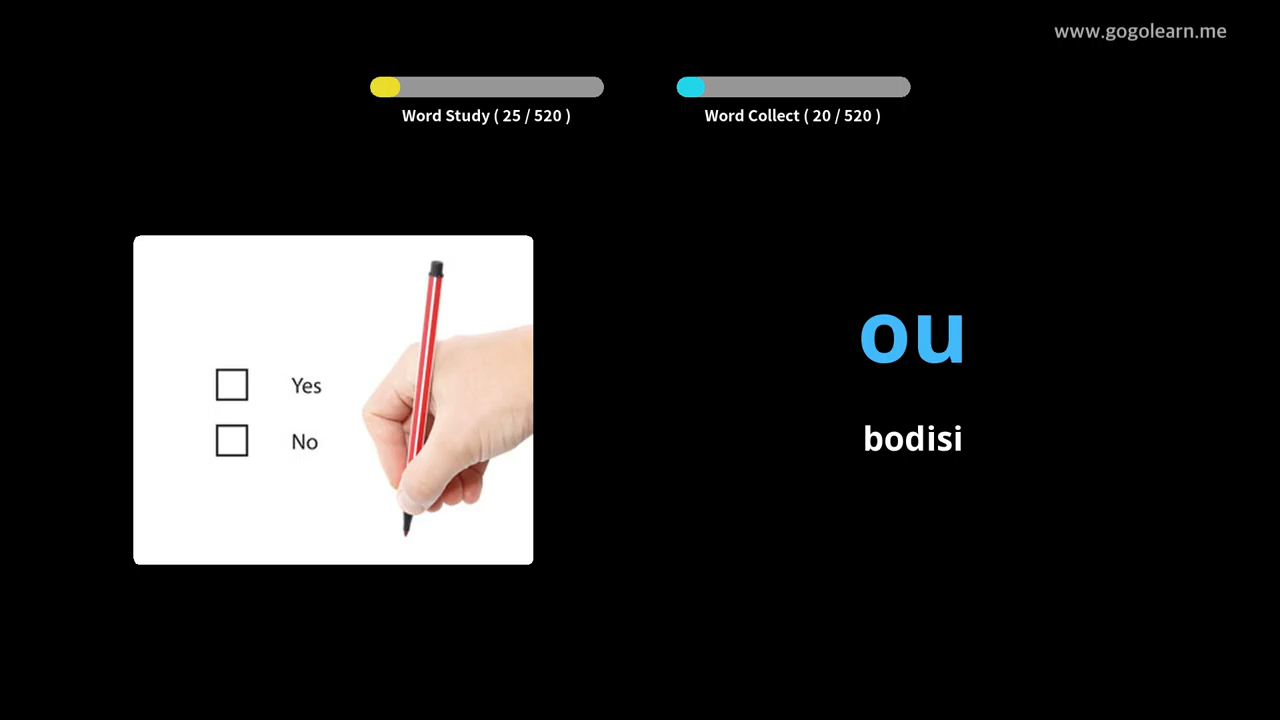 www.gogolearn.me
Word Study ( 25 / 520 )
Word Collect ( 20 / 520 )
Yes
No
ou
bodisi